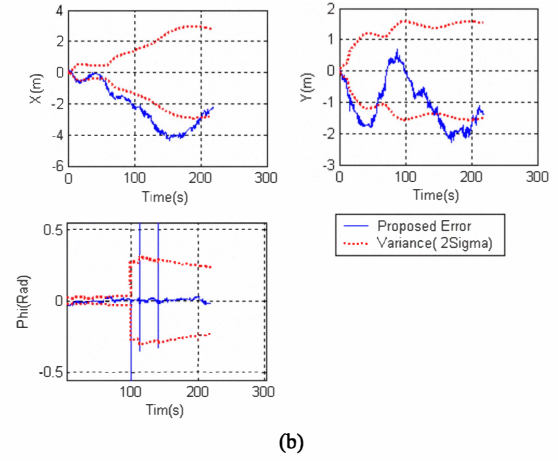 4
2
0
-2
-4
-6
X(m)
0
100
200
300
Time(s)
2
1
0
-1
-2
-3
Y(m)
0
100
200
300
Time(s)
Proposed Error
Variance( 2Sigma)
0.5
0
-0.5
Phi(Rad)
100
200
300
Tim(s)
(b)